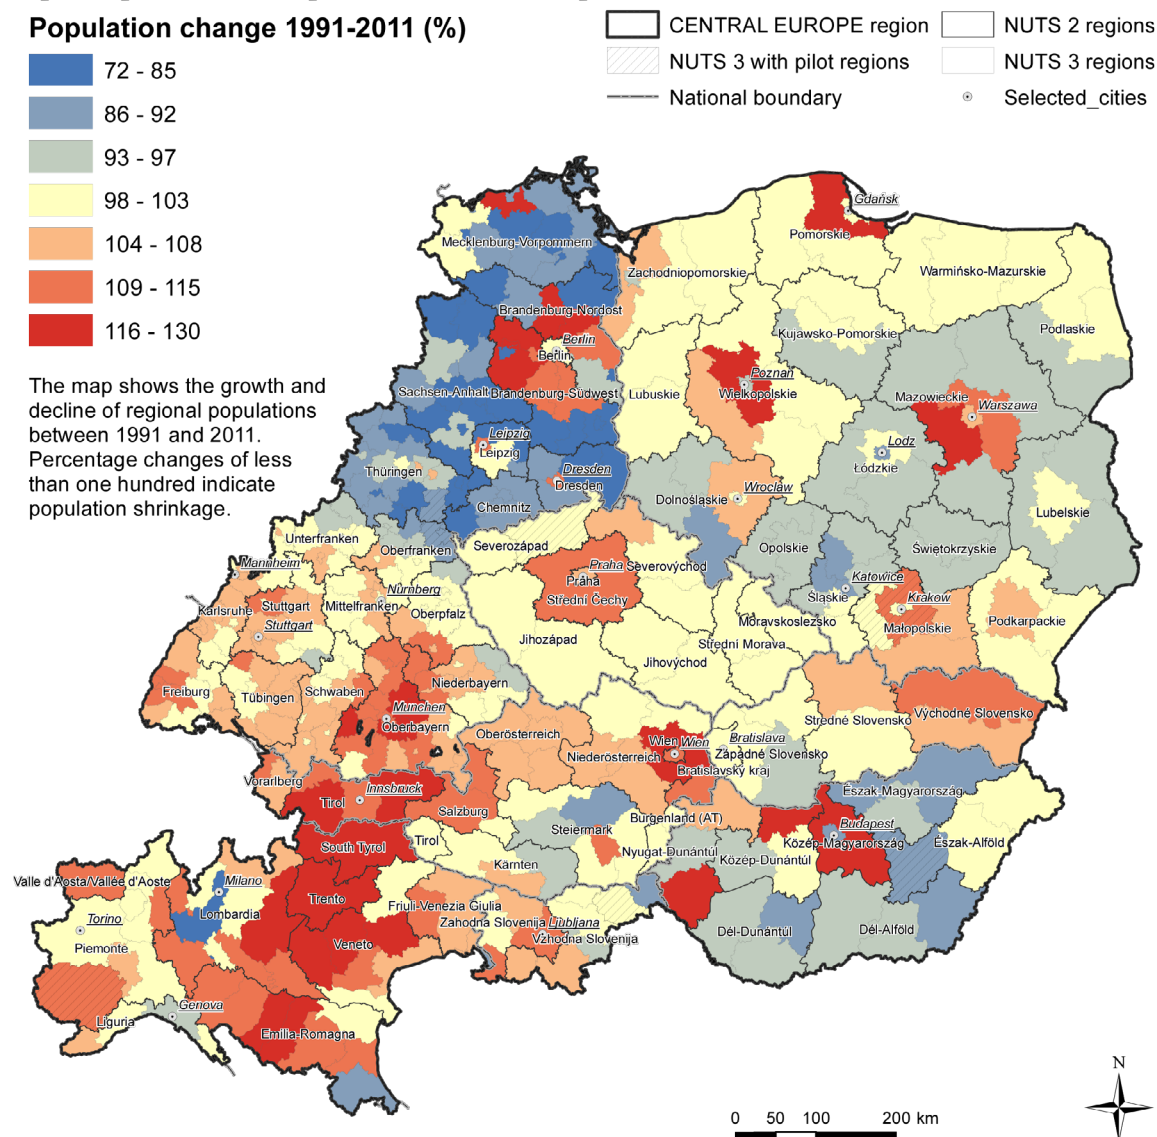 Population change 1991-2011 (%)
72 - 85
86 - 92
93 - 97
98 - 103
104 - 108
109 - 115
116 - 130
CENTRAL EUROPE region
NUTS 2 regions
NUTS 3 with pilot regions
NUTS 3 regions
National boundary
Selected_cities
The map shows the growth and
decline of regional populations
between 1991 and 2011.
Percentage changes of less
than one hundred indicate
population shrinkage.
Gdańsk
Pomorskie
Mecklenburg-Vorpommern
Zachodniopomorskie
Warmińsko-Mazurskie
Brandenburg-Nordost
Kujawsko-Pomorskie
Podlaskie
Berlin
Berlin
Poznań
Sachsen-Anhalt
Brandenburg-Südwest
Lubuskie
Wielkopolskie
Mazowieckie
Warszawa
Leipzig
Leipzig
Lodz
Łódzkie
Thüringen
Dresden
Dresden
Wrocław
Dolnośląskie
Chemnitz
Lubelskie
Unterfranken
Oberfranken
Severozápad
Opolskie
Świętokrzyskie
Mannheim
Praha
Praha
Severovýchod
Katowice
Śląskie
Krakow
Nürnberg
Karlsruhe
Stuttgart
Mittelfranken
Oberpfalz
Střední Čechy
Małopolskie
Podkarpackie
Stuttgart
Moravskoslezsko
Jihozápad
Střední Morava
Jihovýchod
Freiburg
Tübingen
Schwaben
Niederbayern
Munchen
Oberbayern
Stredné Slovensko
Východné Slovensko
Oberösterreich
Wien
Wien
Bratislava
Niederösterreich
Západné Slovensko
Bratislavský kraj
Vorarlberg
Innsbruck
Tirol
Salzburg
Észak-Magyarország
Burgenland (AT)
Steiermark
Budapest
South Tyrol
Tirol
Nyugat-Dunántúl
Közép-Dunántúl
Közép-Magyarország
Észak-Alföld
Kärnten
Valle d'Aosta/Vallée d'Aoste
Milano
Trento
Friuli-Venezia Giulia
Lombardia
Torino
Zahodna Slovenija
Ljubljana
Vzhodna Slovenija
Piemonte
Veneto
Dél-Dunántúl
Dél-Alföld
Genova
Liguria
Emilia-Romagna
N
0 50 100 200 km